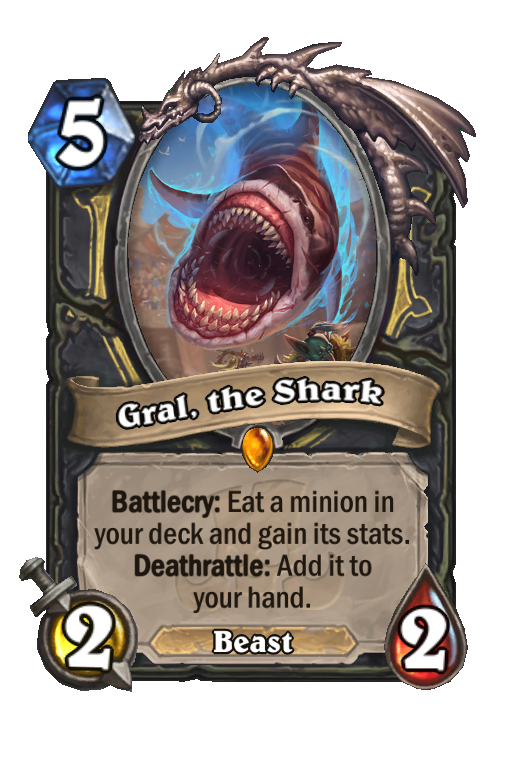 5
Gral, the Shark
Battlecry: Eat a minion in
your deck and gain its stats.
Deathrattle: Add it to
your hand.
2
Beast
2